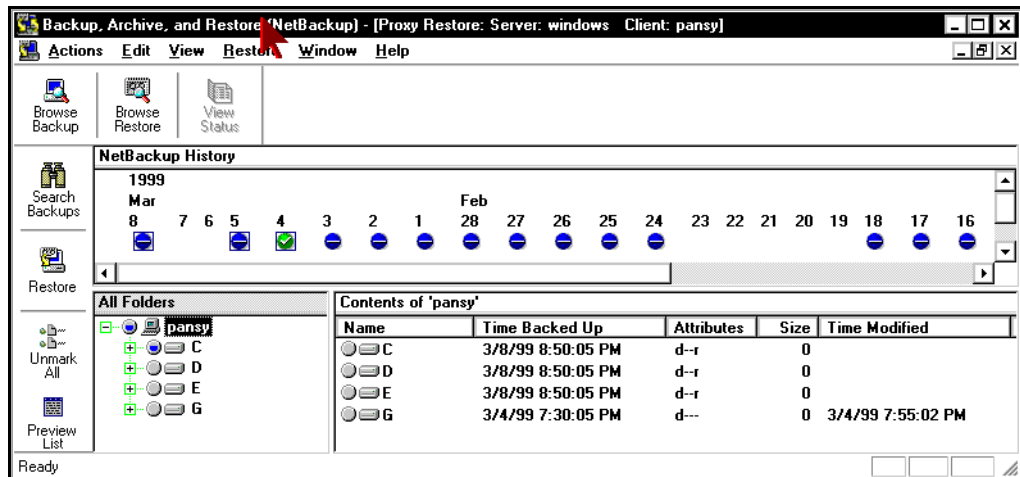 Backup, Archive, and Restore (NetBackup) - [Proxy Restore: Server: windows Client: pansy]
Actions Edit View Restore Window Help
Browse Backup
Browse Restore
View Status
Search Backups
Restore
Unmark All
Preview List
NetBackup History
1999
Mar Feb
8 7 6 5 4 3 2 1 28 27 26 25 24 23 22 21 20 19 18 17 16
All Folders
pansy
C
D
E
G
Contents of 'pansy'
Name Time Backed Up Attributes Size Time Modified
C 3/8/99 8:50:05 PM d--r 0
D 3/8/99 8:50:05 PM d--r 0
E 3/8/99 8:50:05 PM d--r 0
G 3/4/99 7:30:05 PM d--- 0 3/4/99 7:55:02 PM
Ready